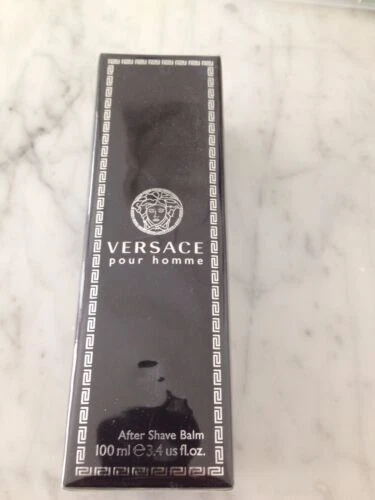 VERSACE
pour homme
After Shave Balm
100 ml ℮ 3.4 us fl.oz.